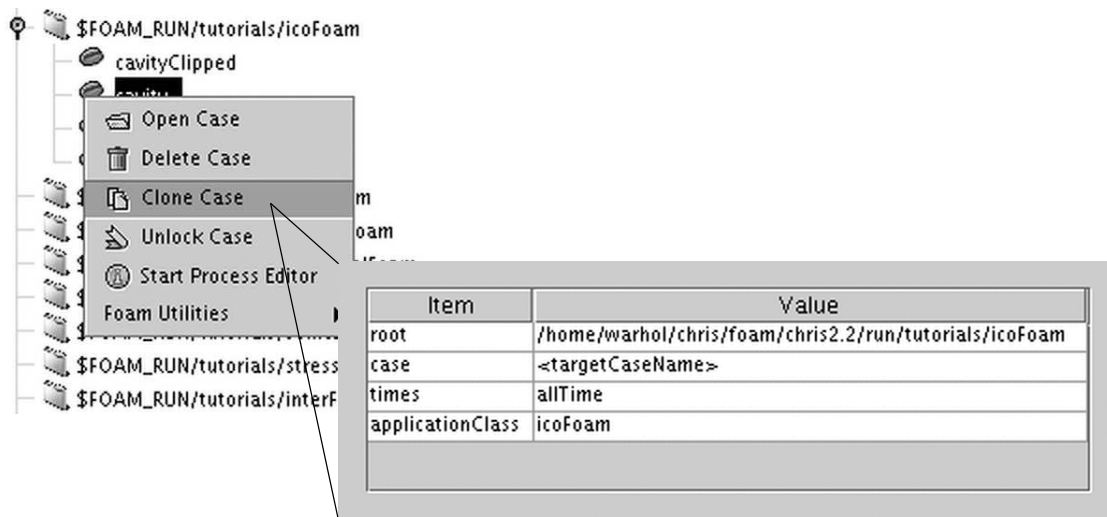 $FOAM_RUN/tutorials/icoFoam
cavityClipped
cavity
Open Case
Delete Case
Clone Case
m
Unlock Case
oam
Start Process Editor
Foam Utilities
Item Value
root /home/warhol/chris/foam/chris2.2/run/tutorials/icoFoam
case <targetCaseName>
times allTime
applicationClass icoFoam
$FOAM_RUN/tutorials/stress
$FOAM_RUN/tutorials/interF